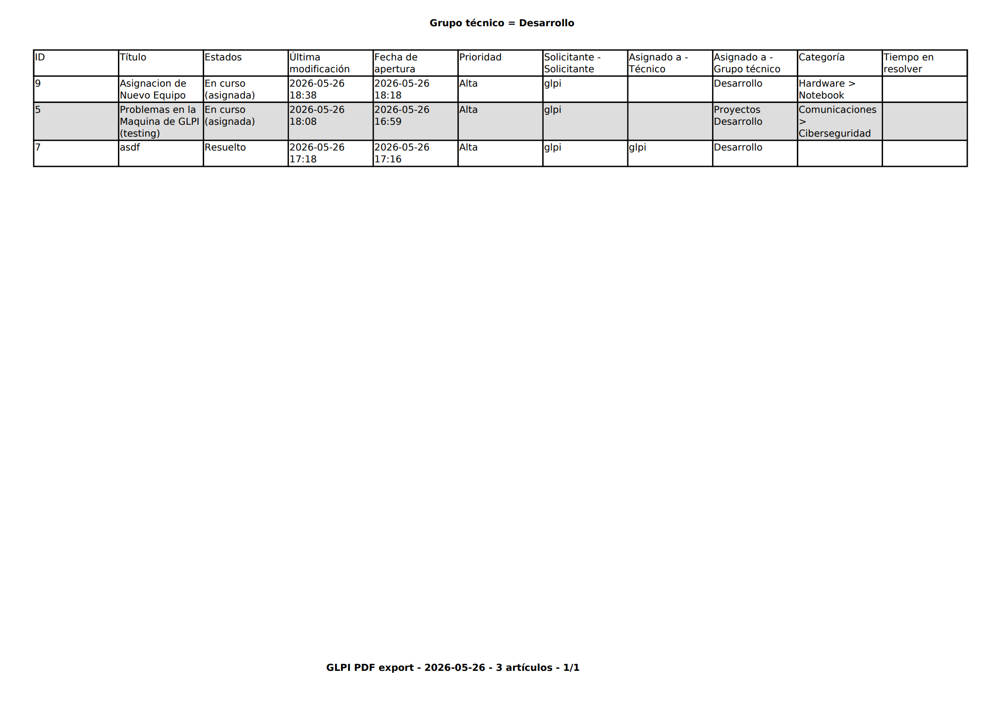 Grupo técnico = Desarrollo
ID Título Estados Última modificación Fecha de apertura Prioridad Solicitante - Solicitante Asignado a - Técnico Asignado a - Grupo técnico Categoría Tiempo en resolver
9 Asignacion de Nuevo Equipo En curso (asignada) 2026-05-26 18:38 2026-05-26 18:18 Alta glpi Desarrollo Hardware > Notebook
5 Problemas en la Maquina de GLPI (testing) En curso (asignada) 2026-05-26 18:08 2026-05-26 16:59 Alta glpi Proyectos Desarrollo Comunicaciones > Ciberseguridad
7 asdf Resuelto 2026-05-26 17:18 2026-05-26 17:16 Alta glpi glpi Desarrollo
GLPI PDF export - 2026-05-26 - 3 artículos - 1/1